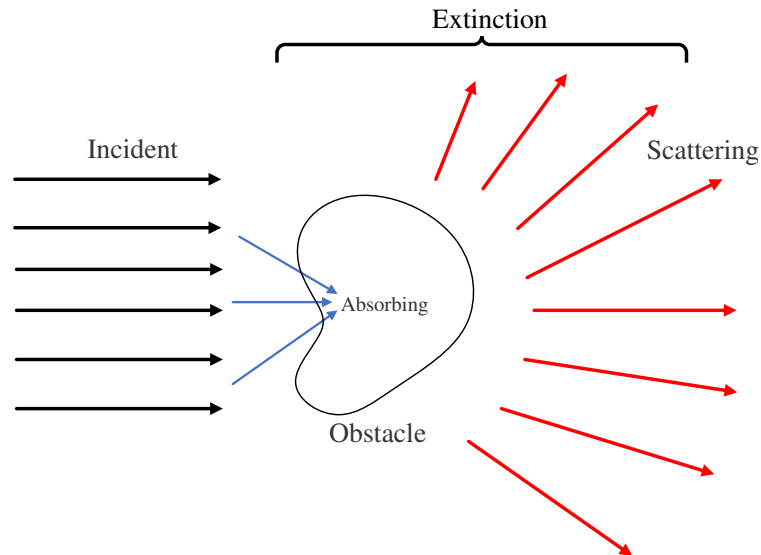 Extinction
Incident
Scattering
Absorbing
Obstacle